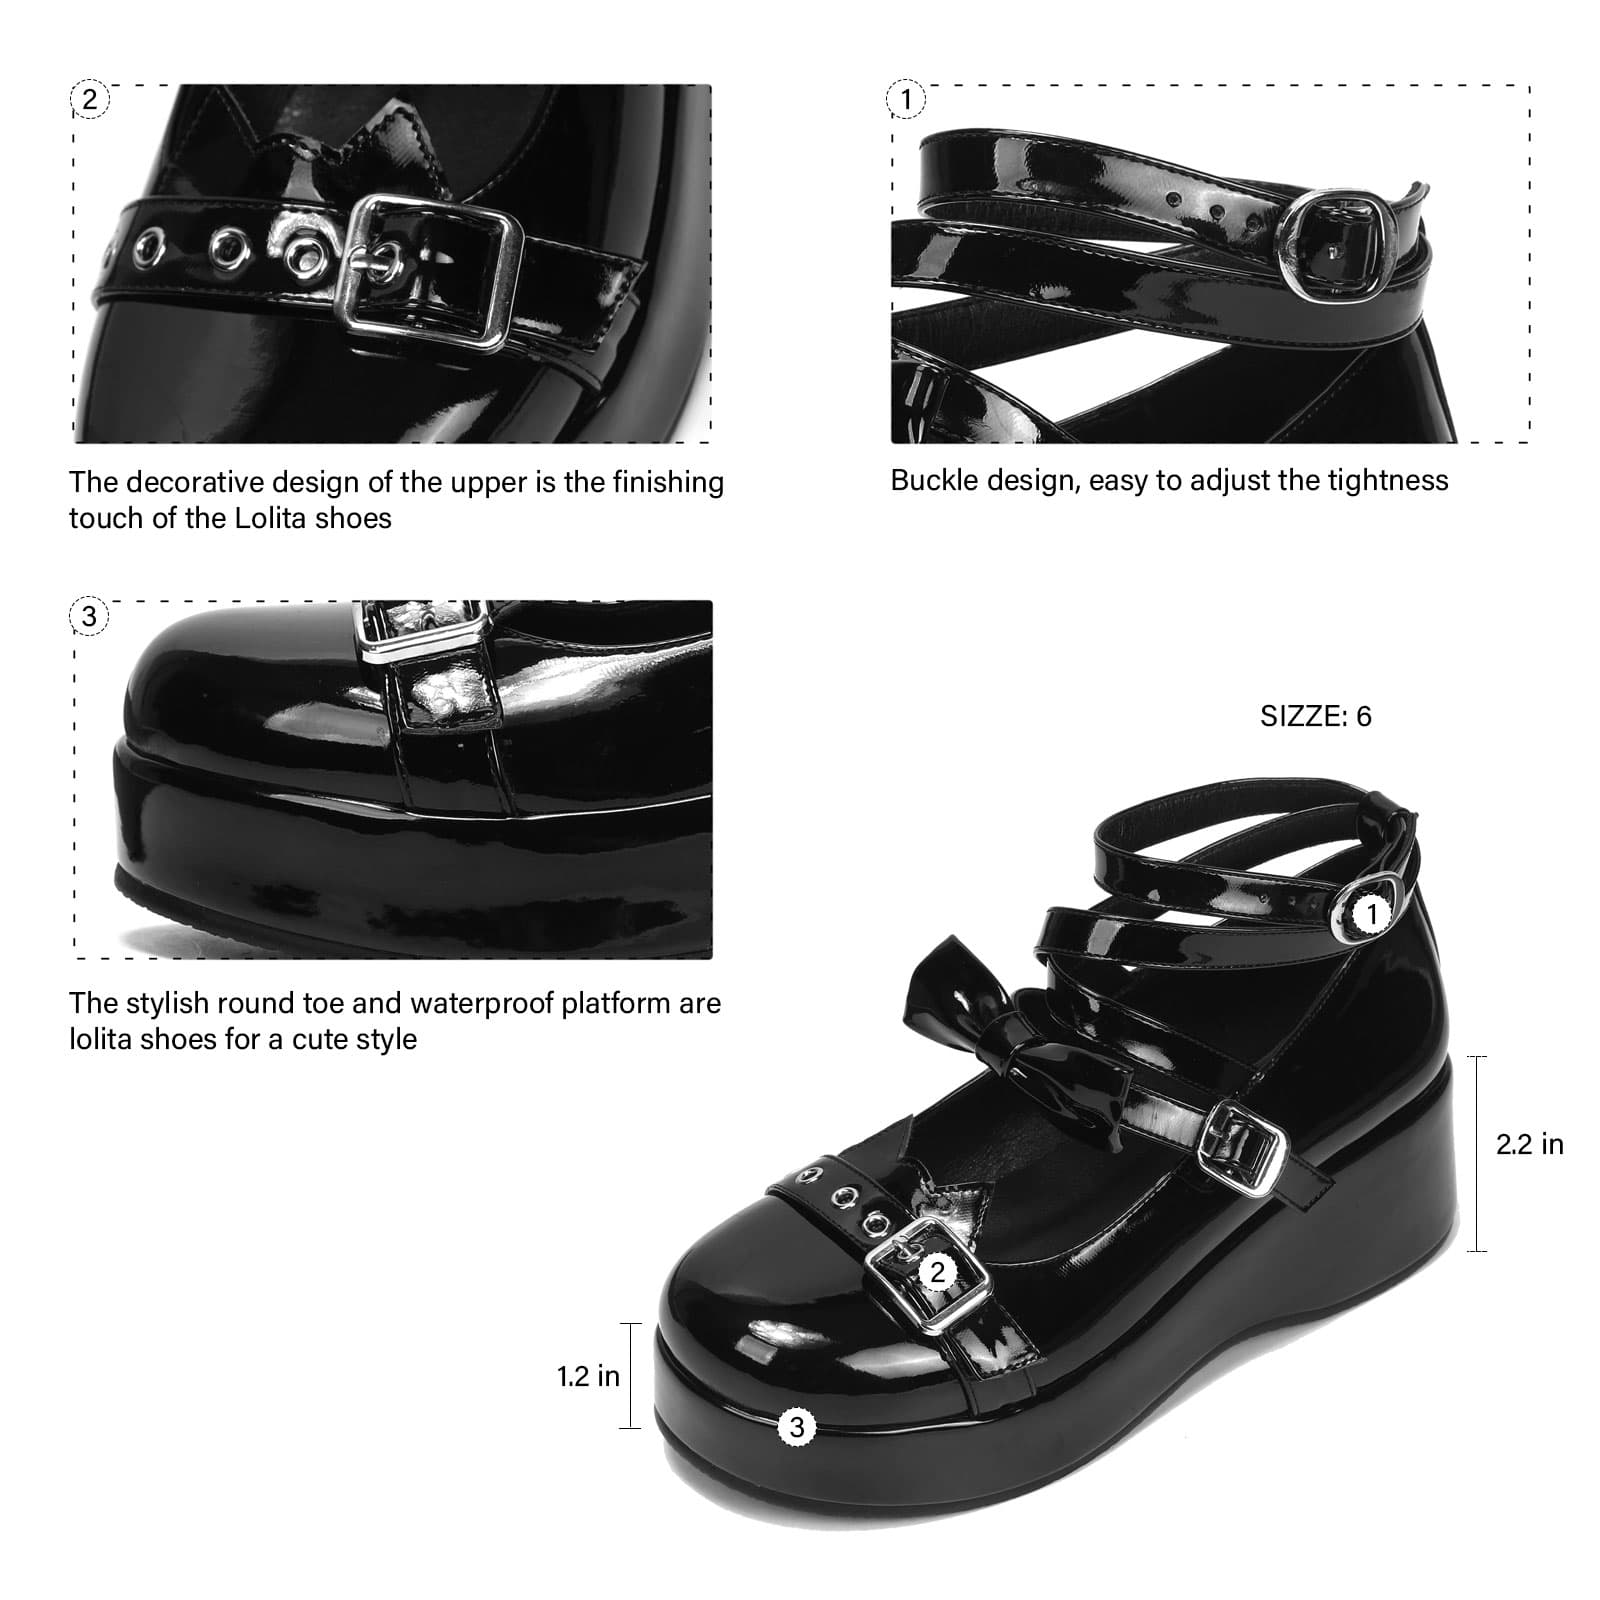 2
The decorative design of the upper is the finishing
touch of the Lolita shoes
1
Buckle design, easy to adjust the tightness
3
The stylish round toe and waterproof platform are
lolita shoes for a cute style
SIZZE: 6
1
2.2 in
2
1.2 in
3